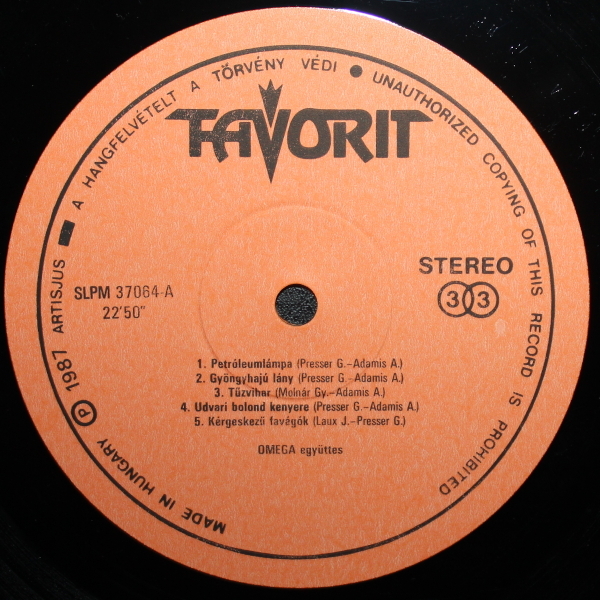 A HANGFELVÉTELT A TÖRVÉNY VÉDI ● UNAUTHORIZED COPYING OF THIS RECORD IS PROHIBITED
FAVORIT
STEREO
33
SLPM 37064-A
22'50"
1. Petróleumlámpa (Presser G.–Adamis A.)
2. Gyöngyhajú lány (Presser G.–Adamis A.)
3. Tűzvihar (Molnár Gy.–Adamis A.)
4. Udvari bolond kenyere (Presser G.–Adamis A.)
5. Kérgeskezű favágók (Laux J.–Presser G.)
OMEGA együttes
MADE IN HUNGARY ℗ 1987 ARTISJUS